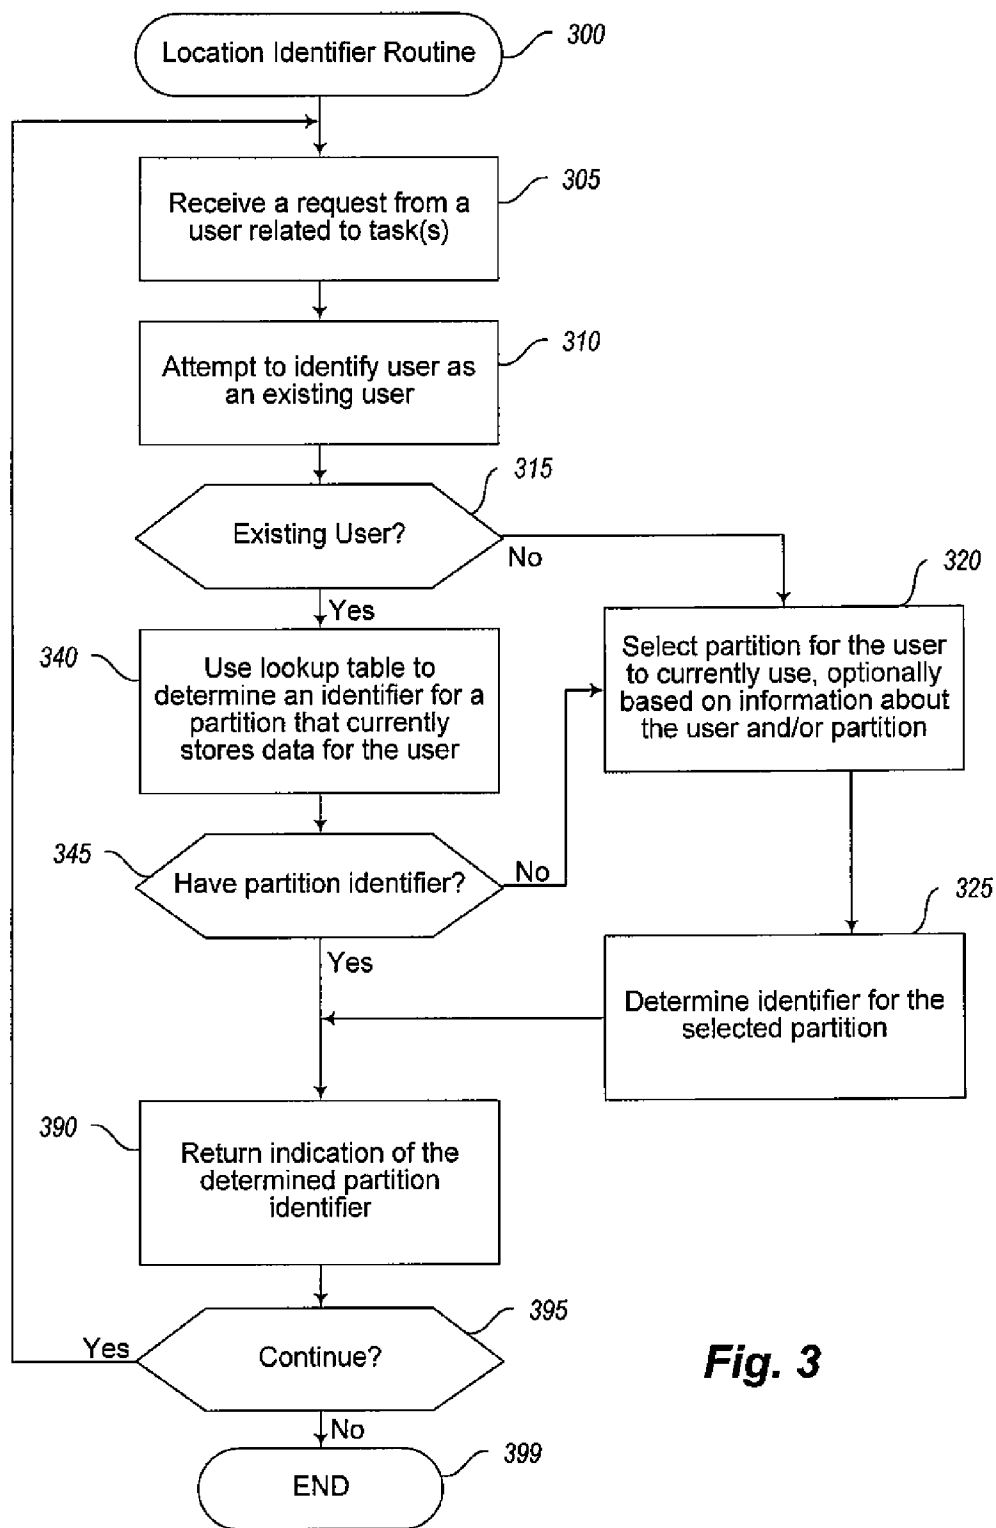 Location Identifier Routine
300
305
Receive a request from a
user related to task(s)
310
Attempt to identify user as
an existing user
315
Existing User?
No
320
Yes
340
Use lookup table to
determine an identifier for a
partition that currently
stores data for the user
Select partition for the user
to currently use, optionally
based on information about
the user and/or partition
345
Have partition identifier?
No
325
Yes
Determine identifier for the
selected partition
390
Return indication of the
determined partition
identifier
395
Yes
Continue?
Fig. 3
No
399
END